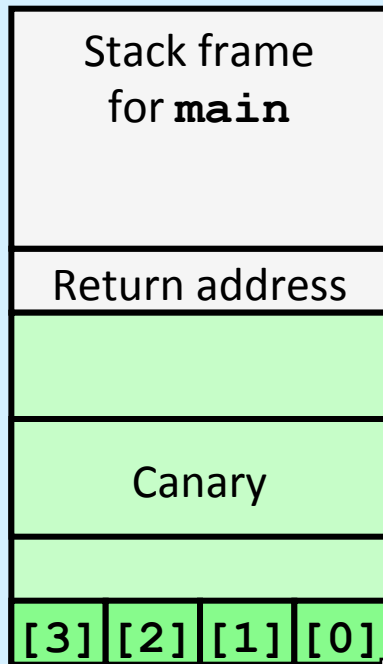 Stack frame
for main
Return address
Canary
[3] [2] [1] [0]